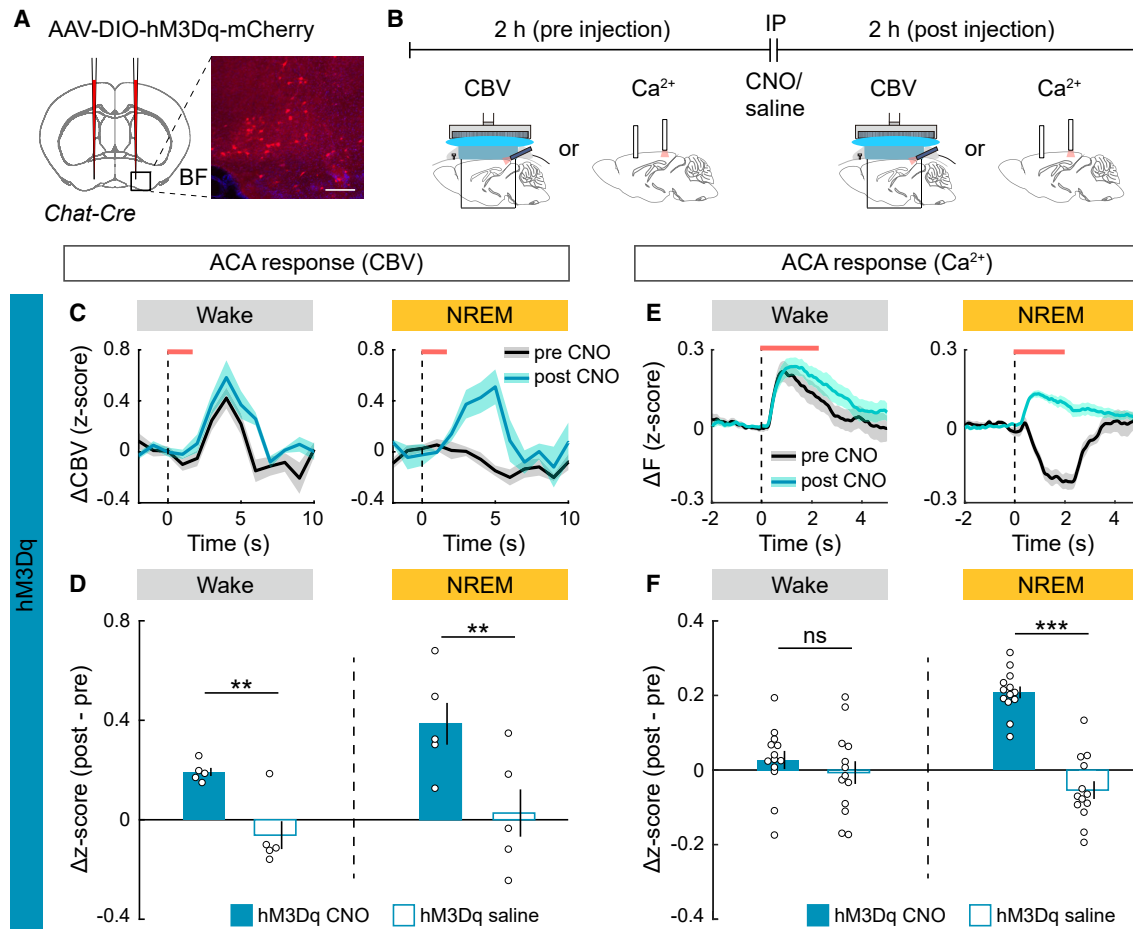 A
AAV-DIO-hM3Dq-mCherry
BF
Chat-Cre
B
2 h (pre injection)
IP
2 h (post injection)
CNO/
saline
CBV
Ca²⁺
or
CBV
Ca²⁺
or
ACA response (CBV)
ACA response (Ca²⁺)
hM3Dq
C
Wake
NREM
0.8
0.4
0
-0.4
ΔCBV (z-score)
0
5
10
Time (s)
0.8
0.4
0
-0.4
pre CNO
post CNO
0
5
10
Time (s)
E
Wake
NREM
0.3
0
-0.3
ΔF (z-score)
pre CNO
post CNO
-2
0
2
4
Time (s)
0.3
0
-0.3
-2
0
2
4
Time (s)
D
Wake
NREM
0.8
0.4
0
-0.4
Δz-score (post - pre)
**
**
hM3Dq CNO
hM3Dq saline
F
Wake
NREM
0.4
0.2
0
-0.2
-0.4
Δz-score (post - pre)
ns
***
hM3Dq CNO
hM3Dq saline